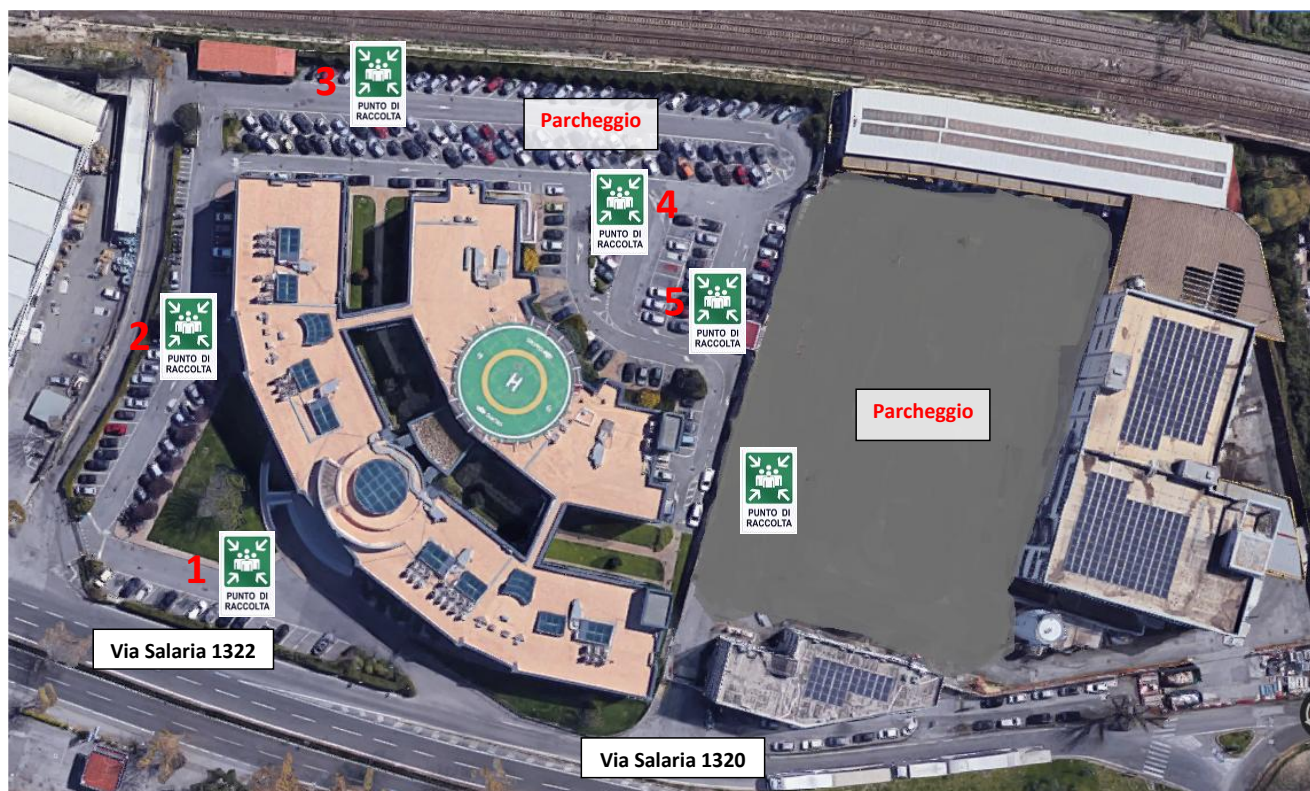 3
PUNTO DI
RACCOLTA
Parcheggio
PUNTO DI
RACCOLTA
4
2
PUNTO DI
RACCOLTA
5
PUNTO DI
RACCOLTA
H
Parcheggio
PUNTO DI
RACCOLTA
1
PUNTO DI
RACCOLTA
Via Salaria 1322
Via Salaria 1320